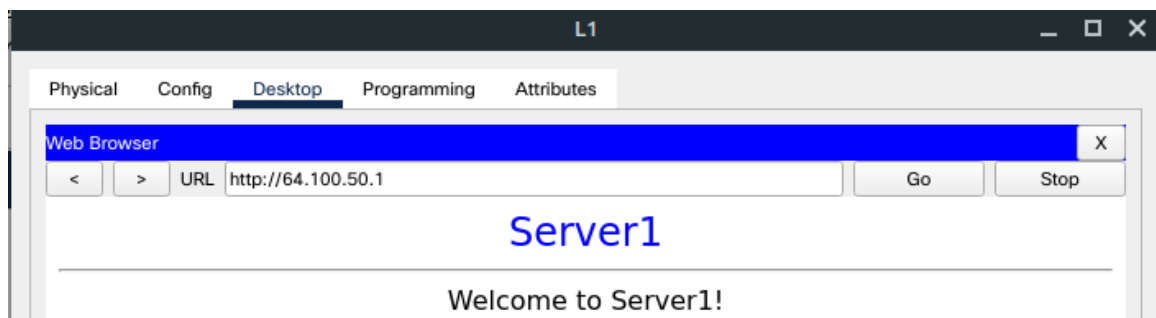 L1
Physical Config Desktop Programming Attributes
Web Browser X
< > URL http://64.100.50.1 Go Stop
Server1
Welcome to Server1!